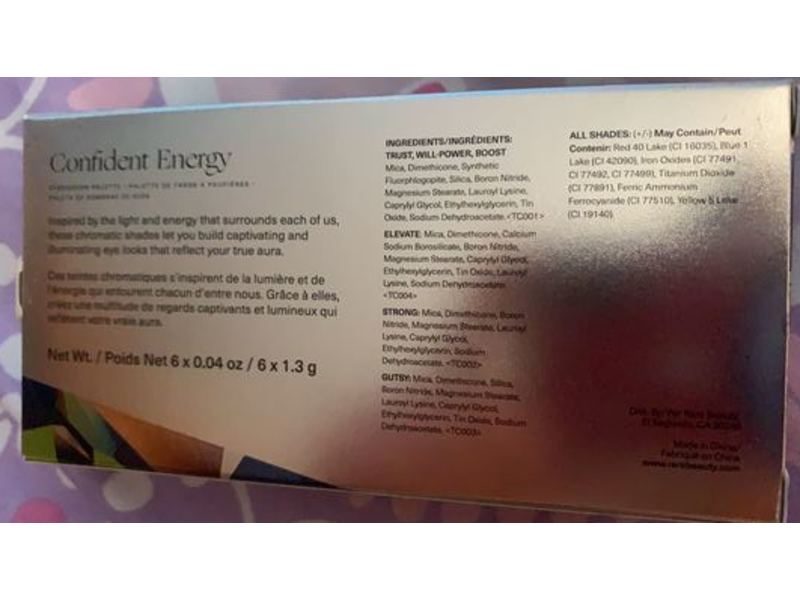 Confident Energy
Inspired by the light and energy that surrounds each of us,
these chromatic shades let you build captivating and
illuminating eye looks that reflect your true aura.
Ces teintes chromatiques s'inspirent de la lumière et de
l'énergie qui entourent chacun d'entre nous. Grâce à elles,
créez une multitude de regards captivants et lumineux qui
reflètent votre vraie aura.
Net Wt. / Poids Net 6 x 0.04 oz / 6 x 1.3 g
INGREDIENTS/INGRÉDIENTS:
TRUST, WILL-POWER, BOOST
Mica, Dimethicone, Synthetic
Fluorphlogopite, Silica, Boron Nitride,
Magnesium Stearate, Lauroyl Lysine,
Caprylyl Glycol, Ethylhexylglycerin, Tin
Oxide, Sodium Dehydroacetate. <TC001>
ELEVATE: Mica, Dimethicone, Calcium
Sodium Borosilicate, Boron Nitride,
Magnesium Stearate, Caprylyl Glycol,
Ethylhexylglycerin, Tin Oxide, Lauroyl
Lysine, Sodium Dehydroacetate.
<TC004>
STRONG: Mica, Dimethicone, Boron
Nitride, Magnesium Stearate, Lauroyl
Lysine, Caprylyl Glycol,
Ethylhexylglycerin, Sodium
Dehydroacetate. <TC002>
GUTSY: Mica, Dimethicone, Silica,
Boron Nitride, Magnesium Stearate,
Lauroyl Lysine, Caprylyl Glycol,
Ethylhexylglycerin, Tin Oxide, Sodium
Dehydroacetate. <TC003>
ALL SHADES: (+/-) May Contain/Peut
Contenir: Red 40 Lake (CI 16035), Blue 1
Lake (CI 42090), Iron Oxides (CI 77491,
CI 77492, CI 77499), Titanium Dioxide
(CI 77891), Ferric Ammonium
Ferrocyanide (CI 77510), Yellow 5 Lake
(CI 19140)
Rare Beauty
El Segundo, CA 90245
Made in China/
Fabriqué en China
www.rarebeauty.com